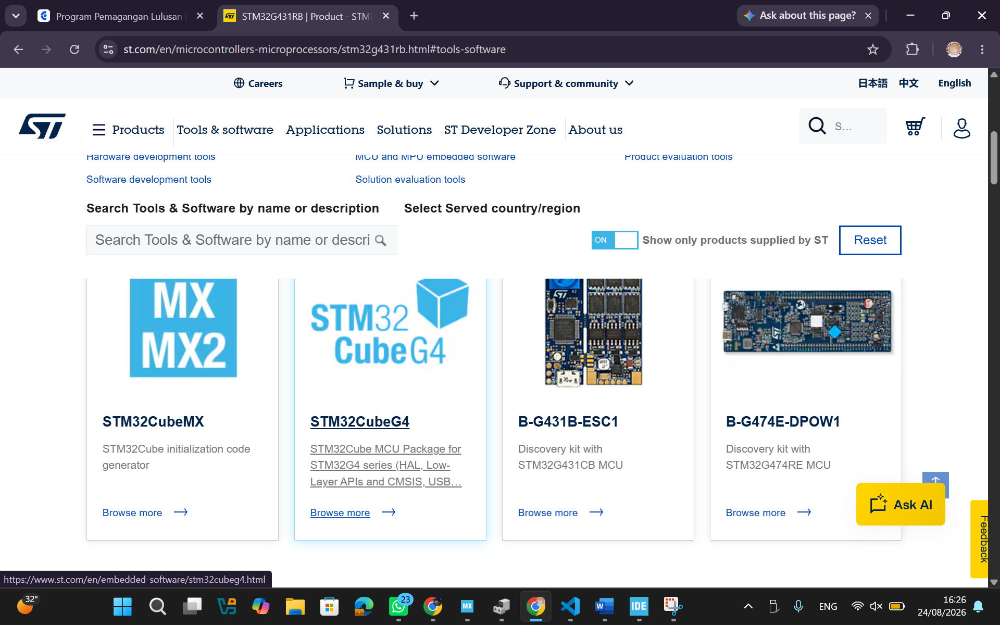 Program Pemagangan Lulusan
STM32G431RB | Product - STMi
Ask about this page?
st.com/en/microcontrollers-microprocessors/stm32g431rb.html#tools-software
Careers
Sample & buy
Support & community
日本語
中文
English
Products
Tools & software
Applications
Solutions
ST Developer Zone
About us
S...
Hardware development tools
MCU and MPU embedded software
Product evaluation tools
Software development tools
Solution evaluation tools
Search Tools & Software by name or description
Select Served country/region
Search Tools & Software by name or descri
ON
Show only products supplied by ST
Reset
MX
MX2
STM32
CubeG4
STM32CubeMX
STM32Cube initialization code
generator
Browse more
STM32CubeG4
STM32Cube MCU Package for
STM32G4 series (HAL, Low-
Layer APIs and CMSIS, USB...
Browse more
B-G431B-ESC1
Discovery kit with
STM32G431CB MCU
Browse more
B-G474E-DPOW1
Discovery kit with
STM32G474RE MCU
Browse more
Ask AI
Feedback
https://www.st.com/en/embedded-software/stm32cubeg4.html
32°
23
MX
IDE
ENG
16:26
24/08/2026